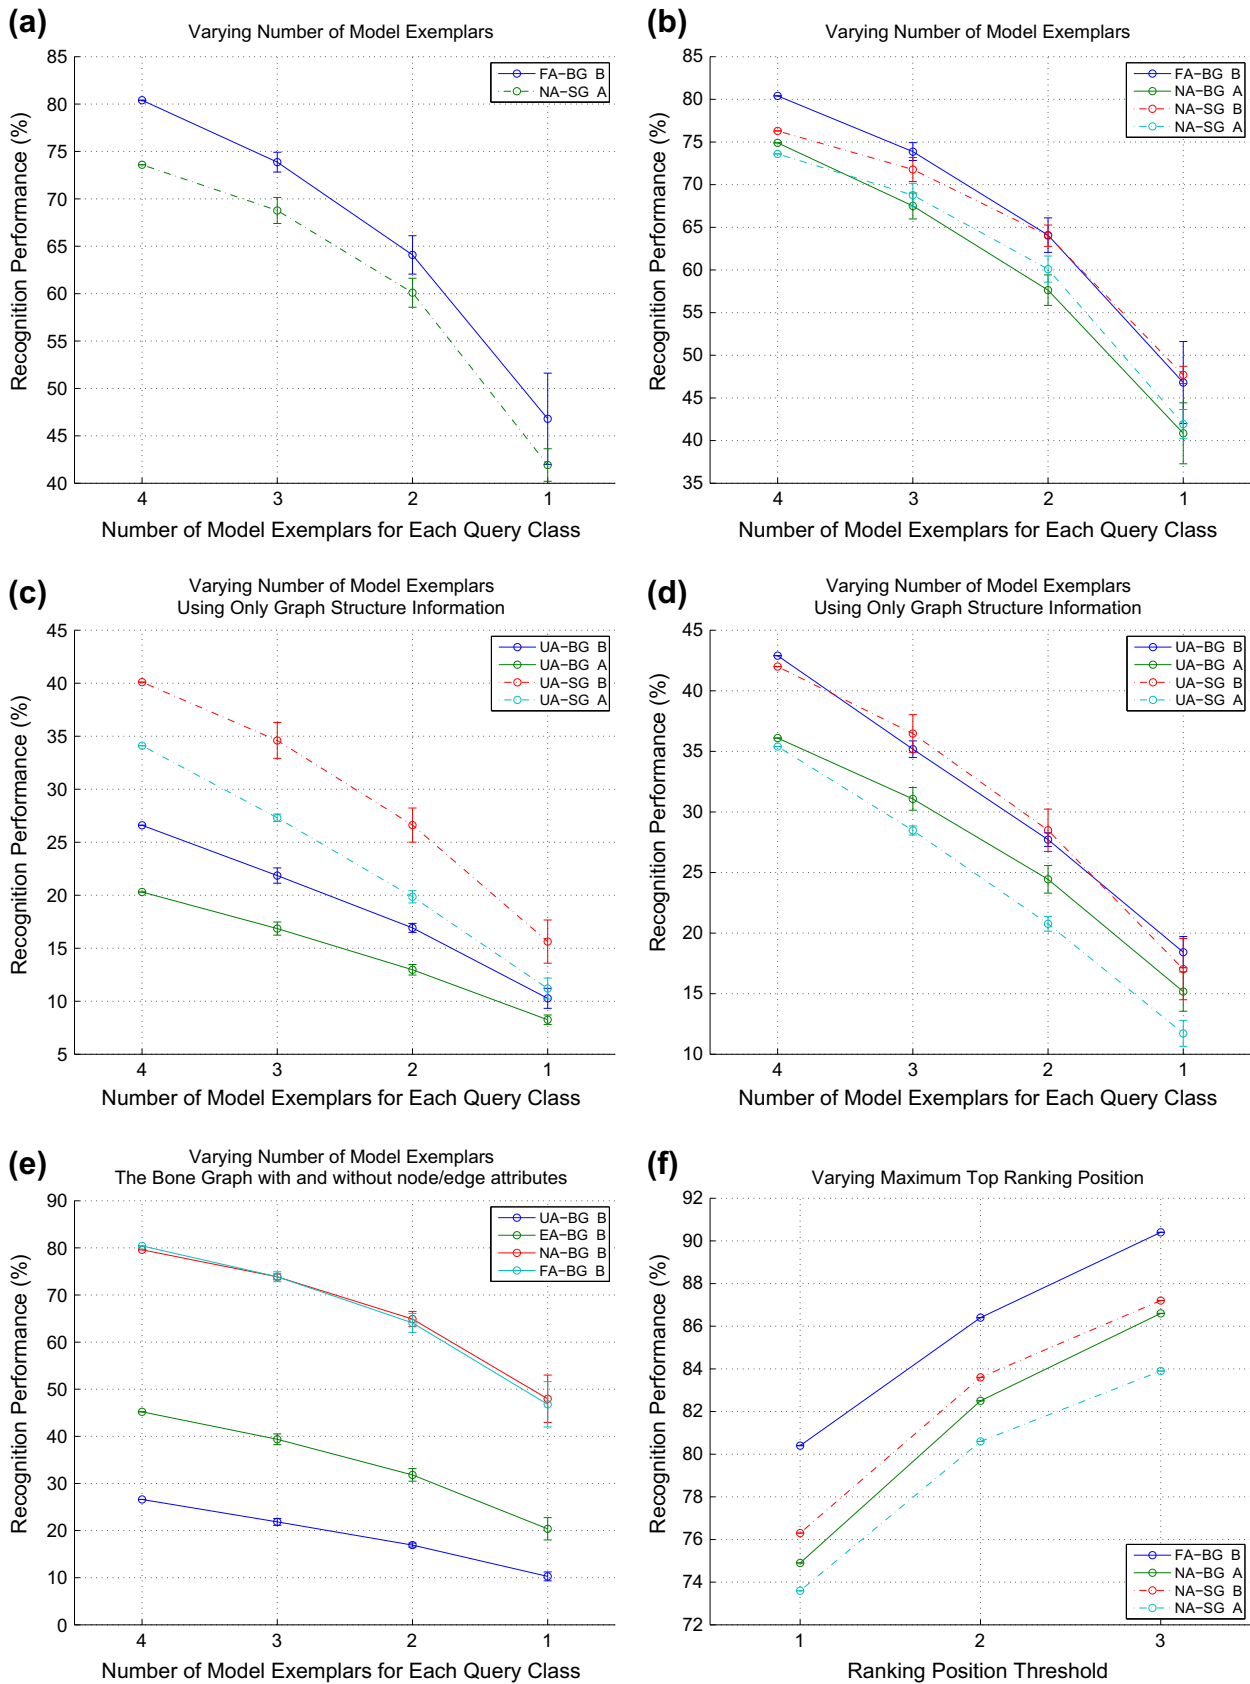 (a)
Varying Number of Model Exemplars
85
80
75
70
65
60
55
50
45
40
Recognition Performance (%)
FA−BG B
NA−SG A
4 3 2 1
Number of Model Exemplars for Each Query Class
(b)
Varying Number of Model Exemplars
85
80
75
70
65
60
55
50
45
40
35
Recognition Performance (%)
FA−BG B
NA−BG A
NA−SG B
NA−SG A
4 3 2 1
Number of Model Exemplars for Each Query Class
(c)
Varying Number of Model Exemplars
Using Only Graph Structure Information
45
40
35
30
25
20
15
10
5
Recognition Performance (%)
UA−BG B
UA−BG A
UA−SG B
UA−SG A
4 3 2 1
Number of Model Exemplars for Each Query Class
(d)
Varying Number of Model Exemplars
Using Only Graph Structure Information
45
40
35
30
25
20
15
10
Recognition Performance (%)
UA−BG B
UA−BG A
UA−SG B
UA−SG A
4 3 2 1
Number of Model Exemplars for Each Query Class
(e)
Varying Number of Model Exemplars
The Bone Graph with and without node/edge attributes
90
80
70
60
50
40
30
20
10
0
Recognition Performance (%)
UA−BG B
EA−BG B
NA−BG B
FA−BG B
4 3 2 1
Number of Model Exemplars for Each Query Class
(f)
Varying Maximum Top Ranking Position
92
90
88
86
84
82
80
78
76
74
72
Recognition Performance (%)
FA−BG B
NA−BG A
NA−SG B
NA−SG A
1 2 3
Ranking Position Threshold